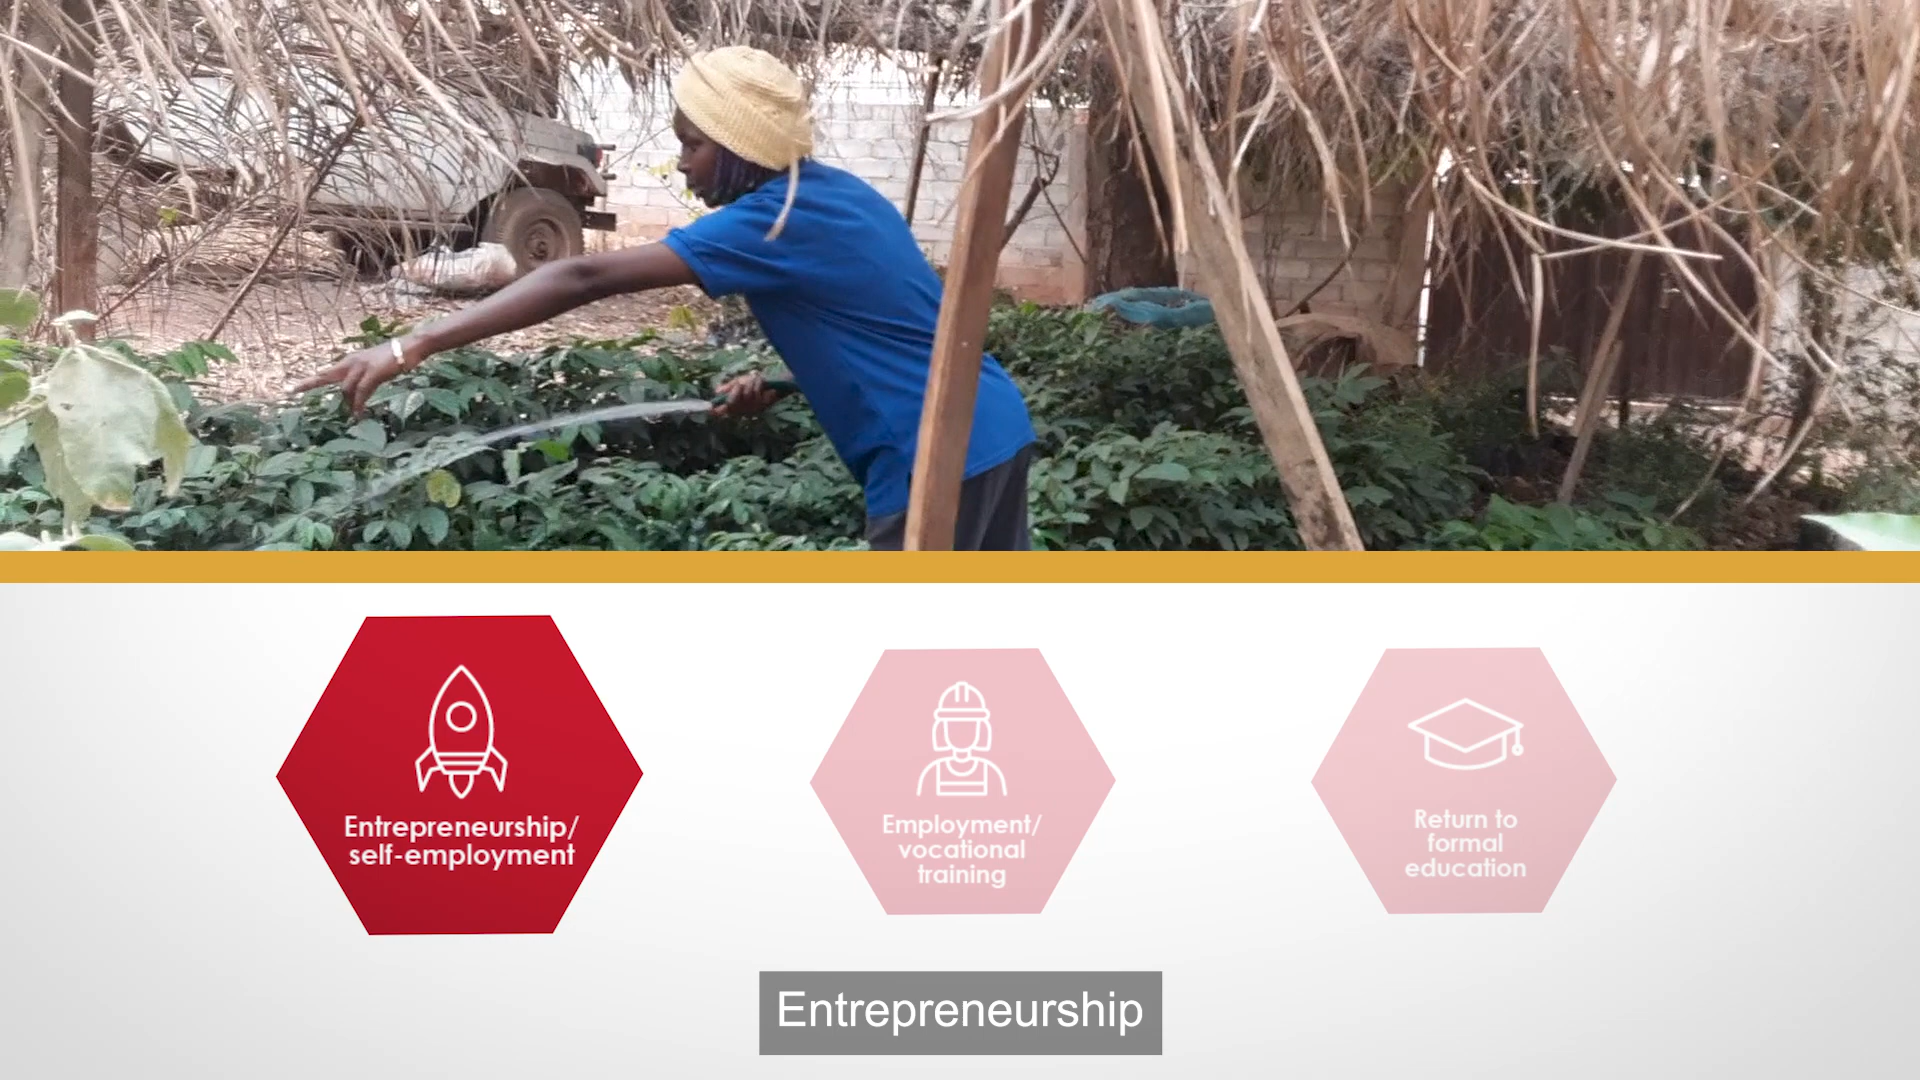 Entrepreneurship/
self-employment
Employment/
vocational
training
Return to
formal
education
Entrepreneurship